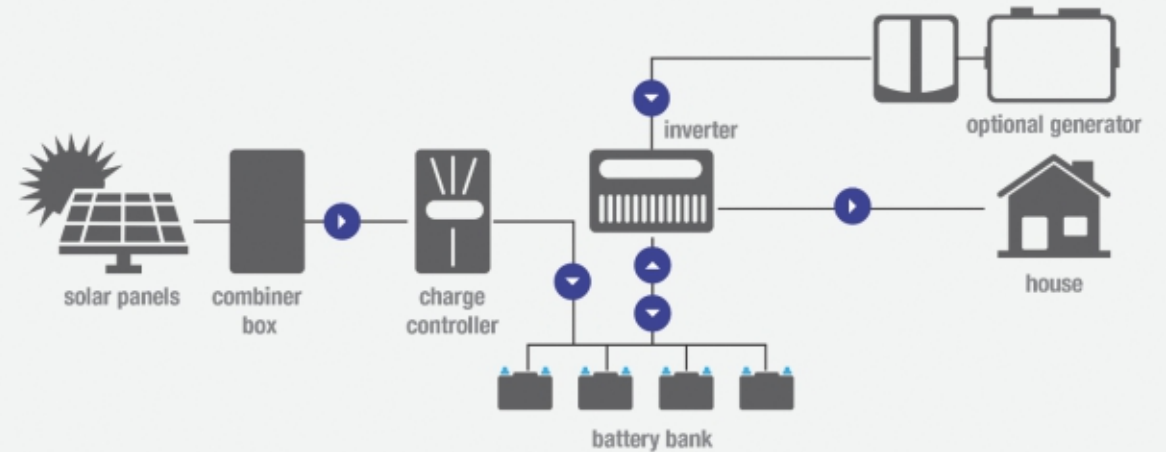 inverter
optional generator
solar panels
combiner
box
charge
controller
house
battery bank